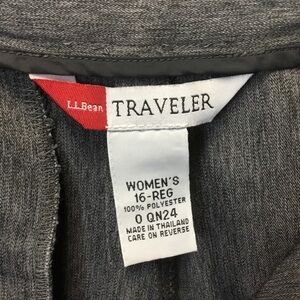 L.L.Bean TRAVELER
WOMEN'S
16-REG
100% POLYESTER
0 QN24
MADE IN THAILAND
CARE ON REVERSE